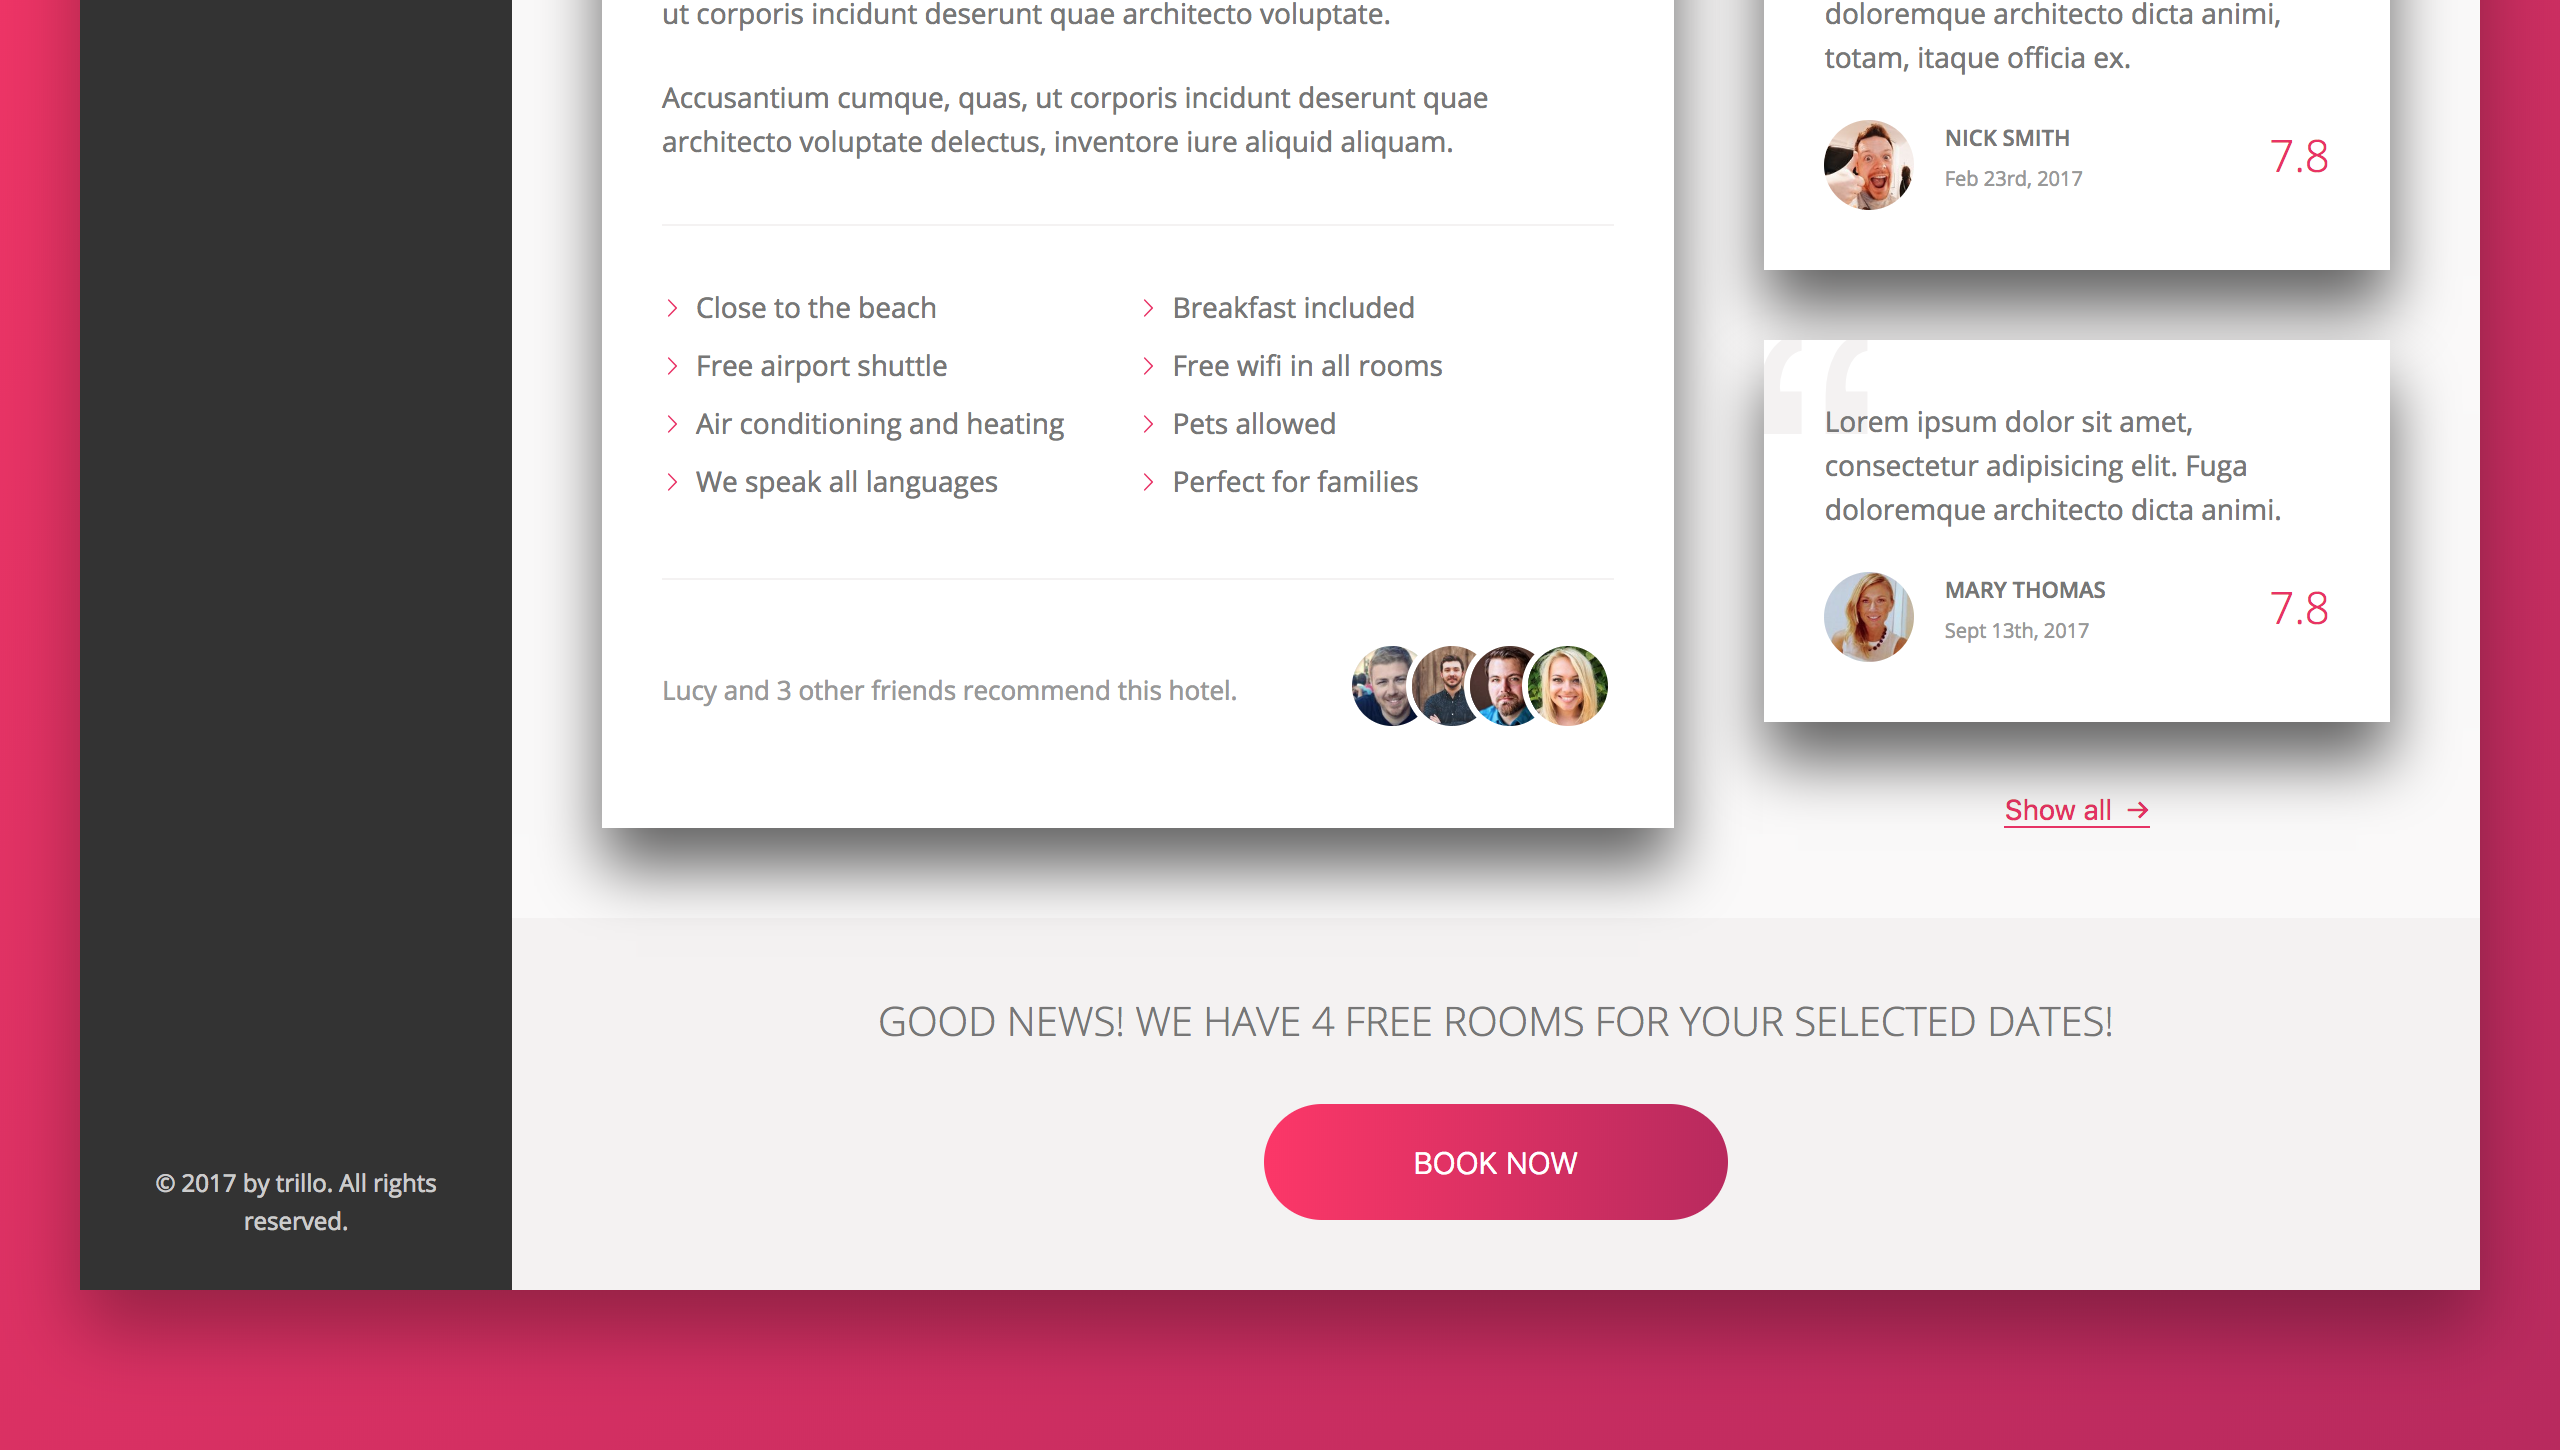 ut corporis incidunt deserunt quae architecto voluptate.
Accusantium cumque, quas, ut corporis incidunt deserunt quae
architecto voluptate delectus, inventore iure aliquid aliquam.
Close to the beach
Breakfast included
Free airport shuttle
Free wifi in all rooms
Air conditioning and heating
Pets allowed
We speak all languages
Perfect for families
Lucy and 3 other friends recommend this hotel.
doloremque architecto dicta animi,
totam, itaque officia ex.
NICK SMITH
Feb 23rd, 2017
7.8
“
Lorem ipsum dolor sit amet,
consectetur adipisicing elit. Fuga
doloremque architecto dicta animi.
MARY THOMAS
Sept 13th, 2017
7.8
Show all →
GOOD NEWS! WE HAVE 4 FREE ROOMS FOR YOUR SELECTED DATES!
BOOK NOW
© 2017 by trillo. All rights
reserved.